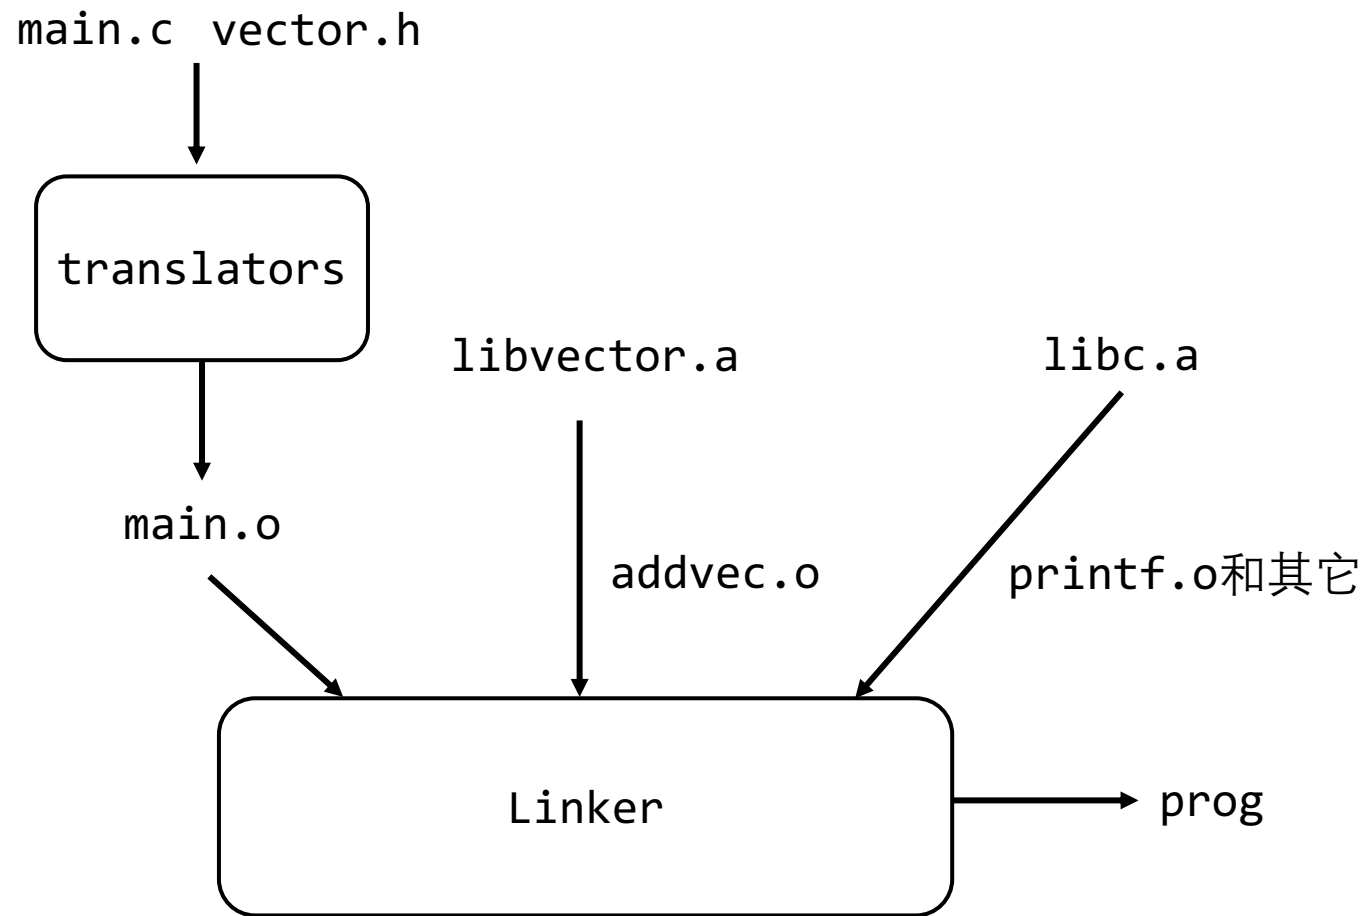 main.c vector.h
translators
libvector.a
libc.a
main.o
addvec.o
printf.o和其它
Linker
prog